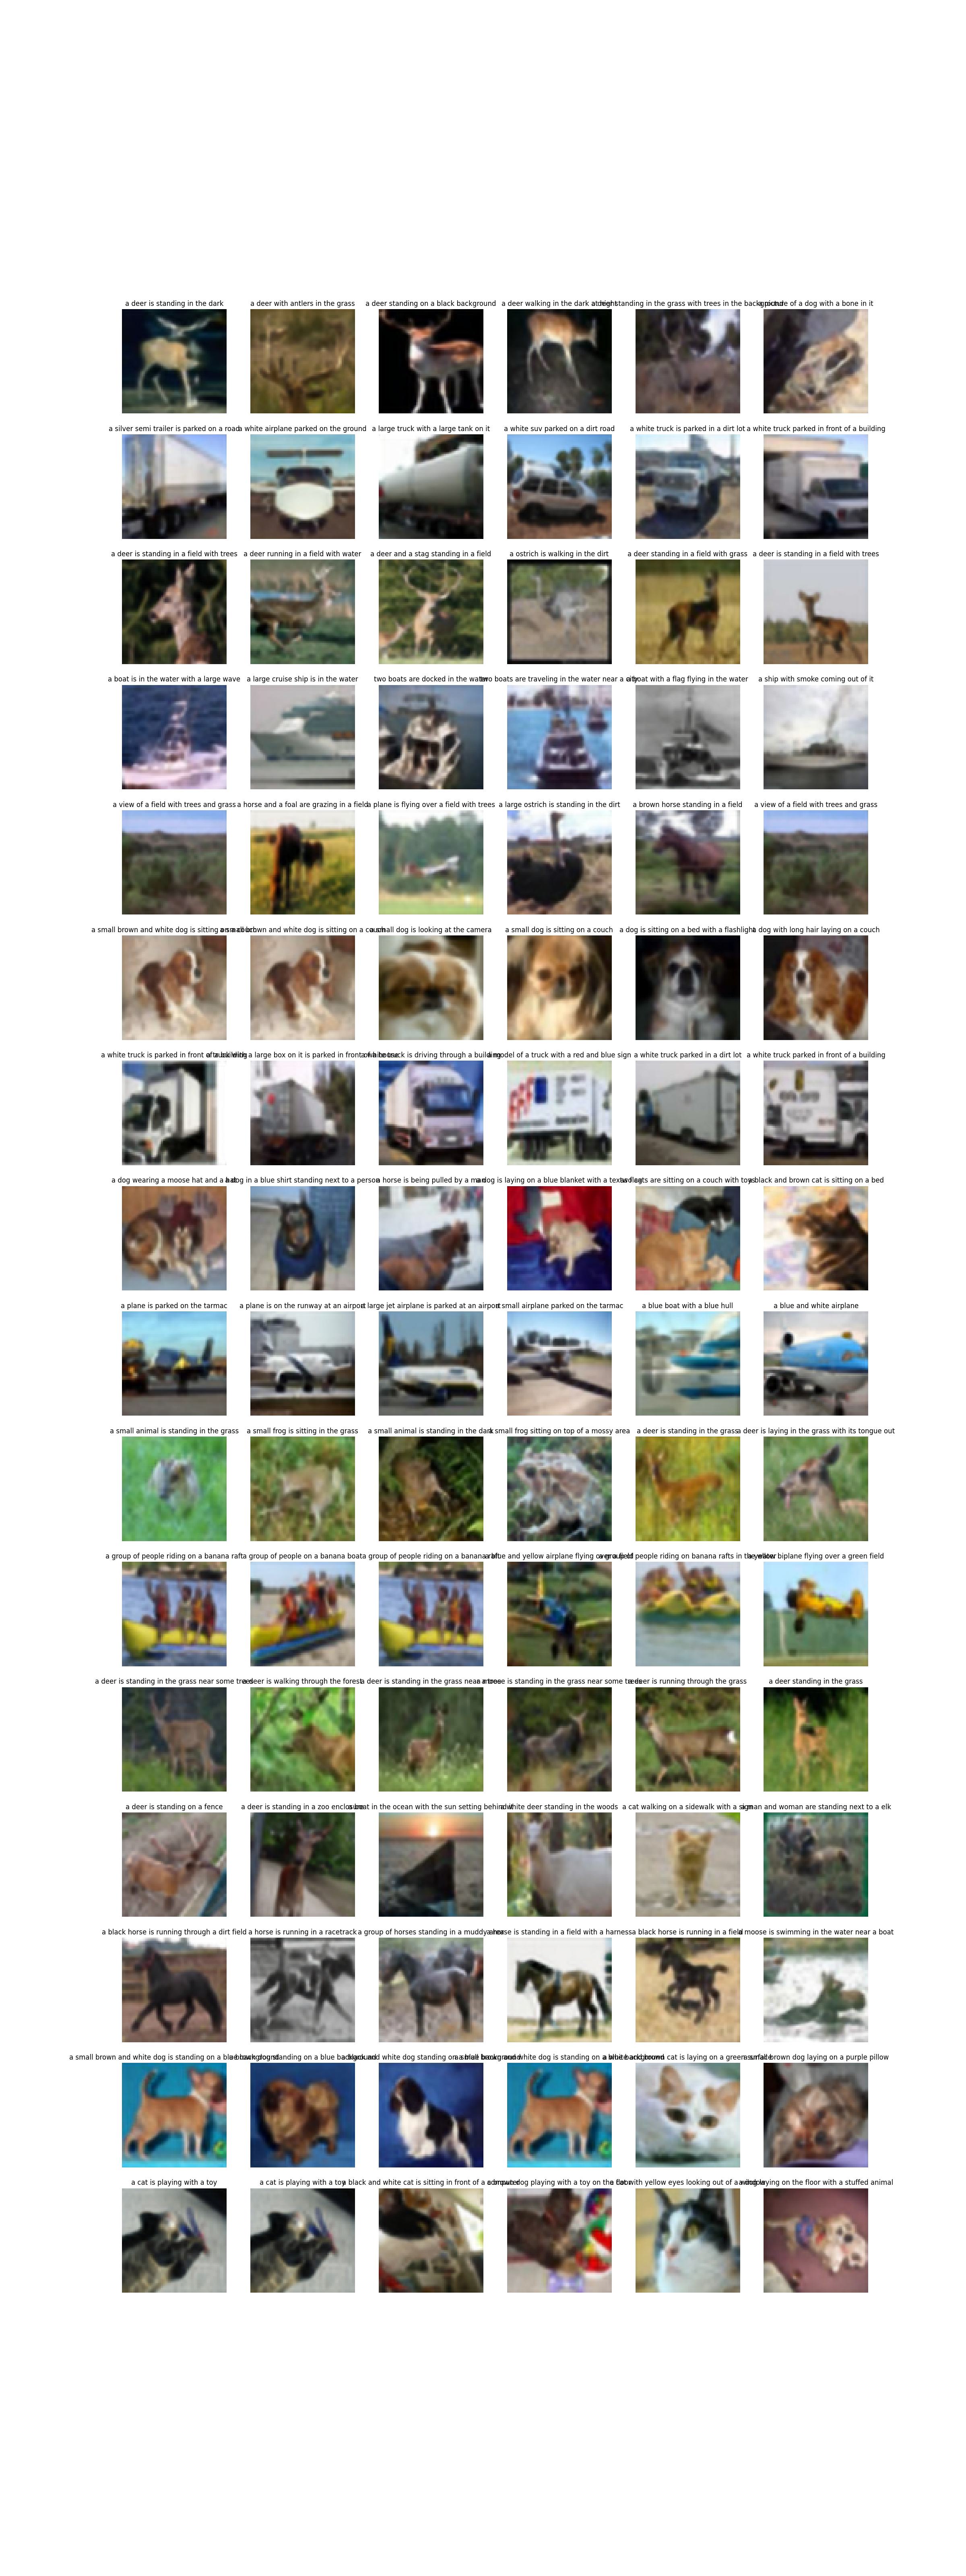 a deer is standing in the dark
a deer with antlers in the grass
a deer standing on a black background
a deer walking in the dark at night
a deer standing in the grass with trees in the background
a picture of a dog with a bone in it
a silver semi trailer is parked on a road
a white airplane parked on the ground
a large truck with a large tank on it
a white suv parked on a dirt road
a white truck is parked in a dirt lot
a white truck parked in front of a building
a deer is standing in a field with trees
a deer running in a field with water
a deer and a stag standing in a field
a ostrich is walking in the dirt
a deer standing in a field with grass
a deer is standing in a field with trees
a boat is in the water with a large wave
a large cruise ship is in the water
two boats are docked in the water
two boats are traveling in the water near a city
a boat with a flag flying in the water
a ship with smoke coming out of it
a view of a field with trees and grass
a horse and a foal are grazing in a field
a plane is flying over a field with trees
a large ostrich is standing in the dirt
a brown horse standing in a field
a view of a field with trees and grass
a small brown and white dog is sitting on a couch
a small brown and white dog is sitting on a couch
a small dog is looking at the camera
a small dog is sitting on a couch
a dog is sitting on a bed with a flashlight
a dog with long hair laying on a couch
a white truck is parked in front of a building
a truck with a large box on it is parked in front of a house
a white truck is driving through a building
a model of a truck with a red and blue sign
a white truck parked in a dirt lot
a white truck parked in front of a building
a dog wearing a moose hat and a hat
a dog in a blue shirt standing next to a person
a horse is being pulled by a man
a dog is laying on a blue blanket with a texas flag
two cats are sitting on a couch with toys
a black and brown cat is sitting on a bed
a plane is parked on the tarmac
a plane is on the runway at an airport
a large jet airplane is parked at an airport
a small airplane parked on the tarmac
a blue boat with a blue hull
a blue and white airplane
a small animal is standing in the grass
a small frog is sitting in the grass
a small animal is standing in the dark
a small frog sitting on top of a mossy area
a deer is standing in the grass
a deer is laying in the grass with its tongue out
a group of people riding on a banana raft
a group of people on a banana boat
a group of people riding on a banana raft
a blue and yellow airplane flying over a field
a group of people riding on banana rafts in the water
a yellow biplane flying over a green field
a deer is standing in the grass near some trees
a deer is walking through the forest
a deer is standing in the grass near a tree
a moose is standing in the grass near some trees
a deer is running through the grass
a deer standing in the grass
a deer is standing on a fence
a deer is standing in a zoo enclosure
a boat in the ocean with the sun setting behind it
a white deer standing in the woods
a cat walking on a sidewalk with a sign
a man and woman are standing next to a elk
a black horse is running through a dirt field
a horse is running in a racetrack
a group of horses standing in a muddy area
a horse is standing in a field with a harness
a black horse is running in a field
a moose is swimming in the water near a boat
a small brown and white dog is standing on a blue background
a brown dog standing on a blue background
a black and white dog standing on a blue background
a small brown and white dog is standing on a blue background
a white and brown cat is laying on a green surface
a small brown dog laying on a purple pillow
a cat is playing with a toy
a cat is playing with a toy
a black and white cat is sitting in front of a computer
a brown dog playing with a toy on the floor
a cat with yellow eyes looking out of a window
a dog laying on the floor with a stuffed animal